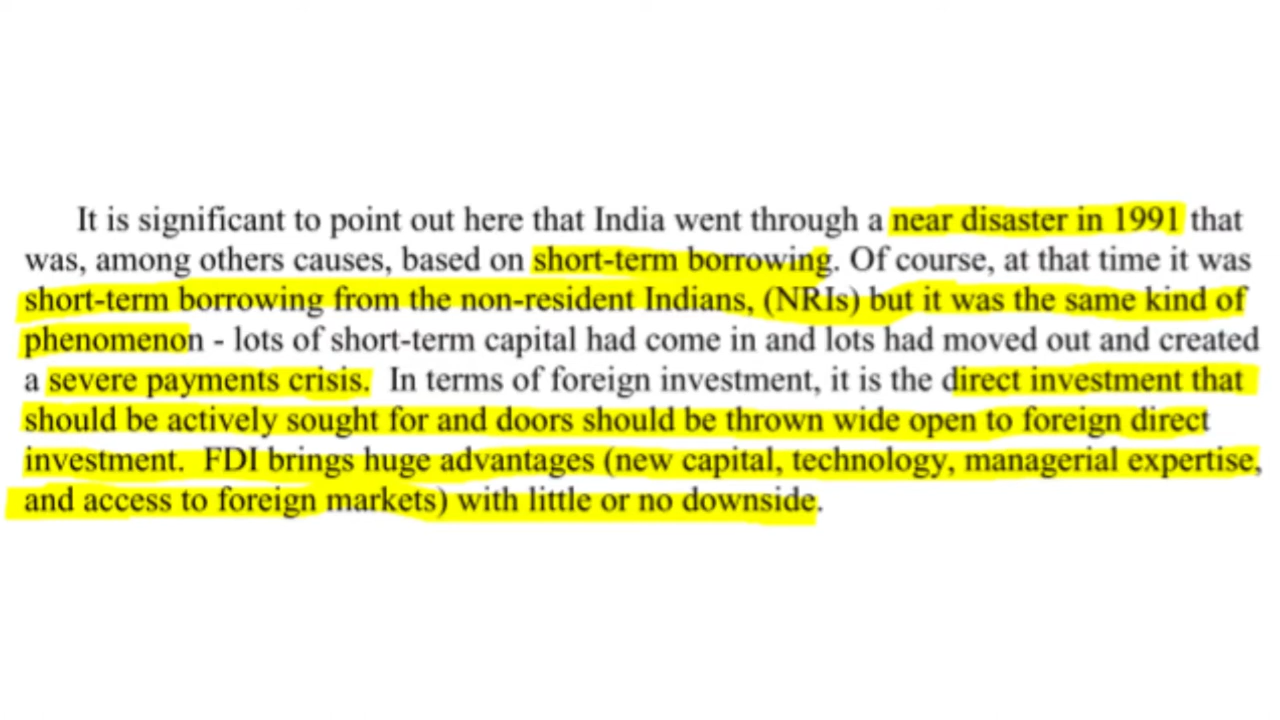 It is significant to point out here that India went through a near disaster in 1991 that
was, among others causes, based on short-term borrowing. Of course, at that time it was
short-term borrowing from the non-resident Indians, (NRIs) but it was the same kind of
phenomenon - lots of short-term capital had come in and lots had moved out and created
a severe payments crisis. In terms of foreign investment, it is the direct investment that
should be actively sought for and doors should be thrown wide open to foreign direct
investment. FDI brings huge advantages (new capital, technology, managerial expertise,
and access to foreign markets) with little or no downside.